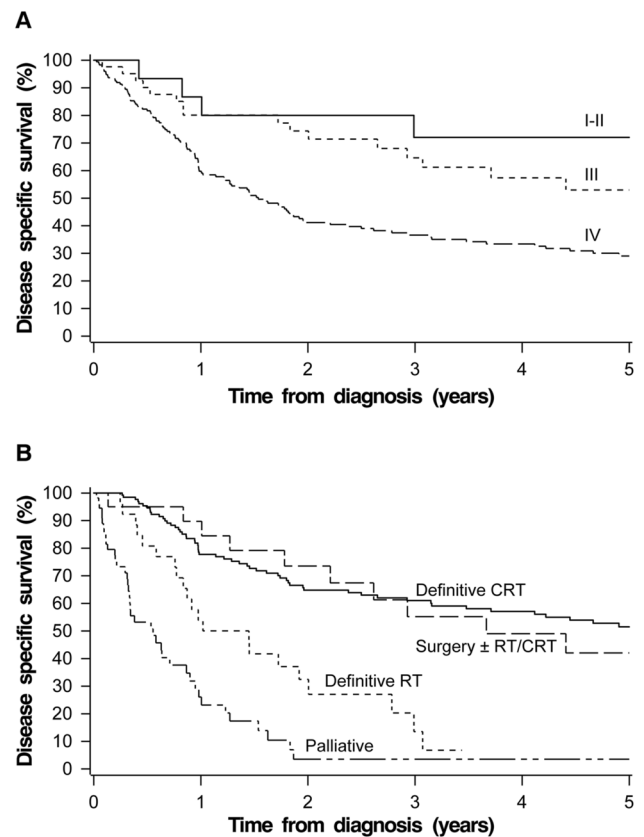 A
Disease specific survival (%)
100
90
80
70
60
50
40
30
20
10
0
I-II
III
IV
0 1 2 3 4 5
Time from diagnosis (years)
B
Disease specific survival (%)
100
90
80
70
60
50
40
30
20
10
0
Definitive CRT
Surgery ± RT/CRT
Definitive RT
Palliative
0 1 2 3 4 5
Time from diagnosis (years)